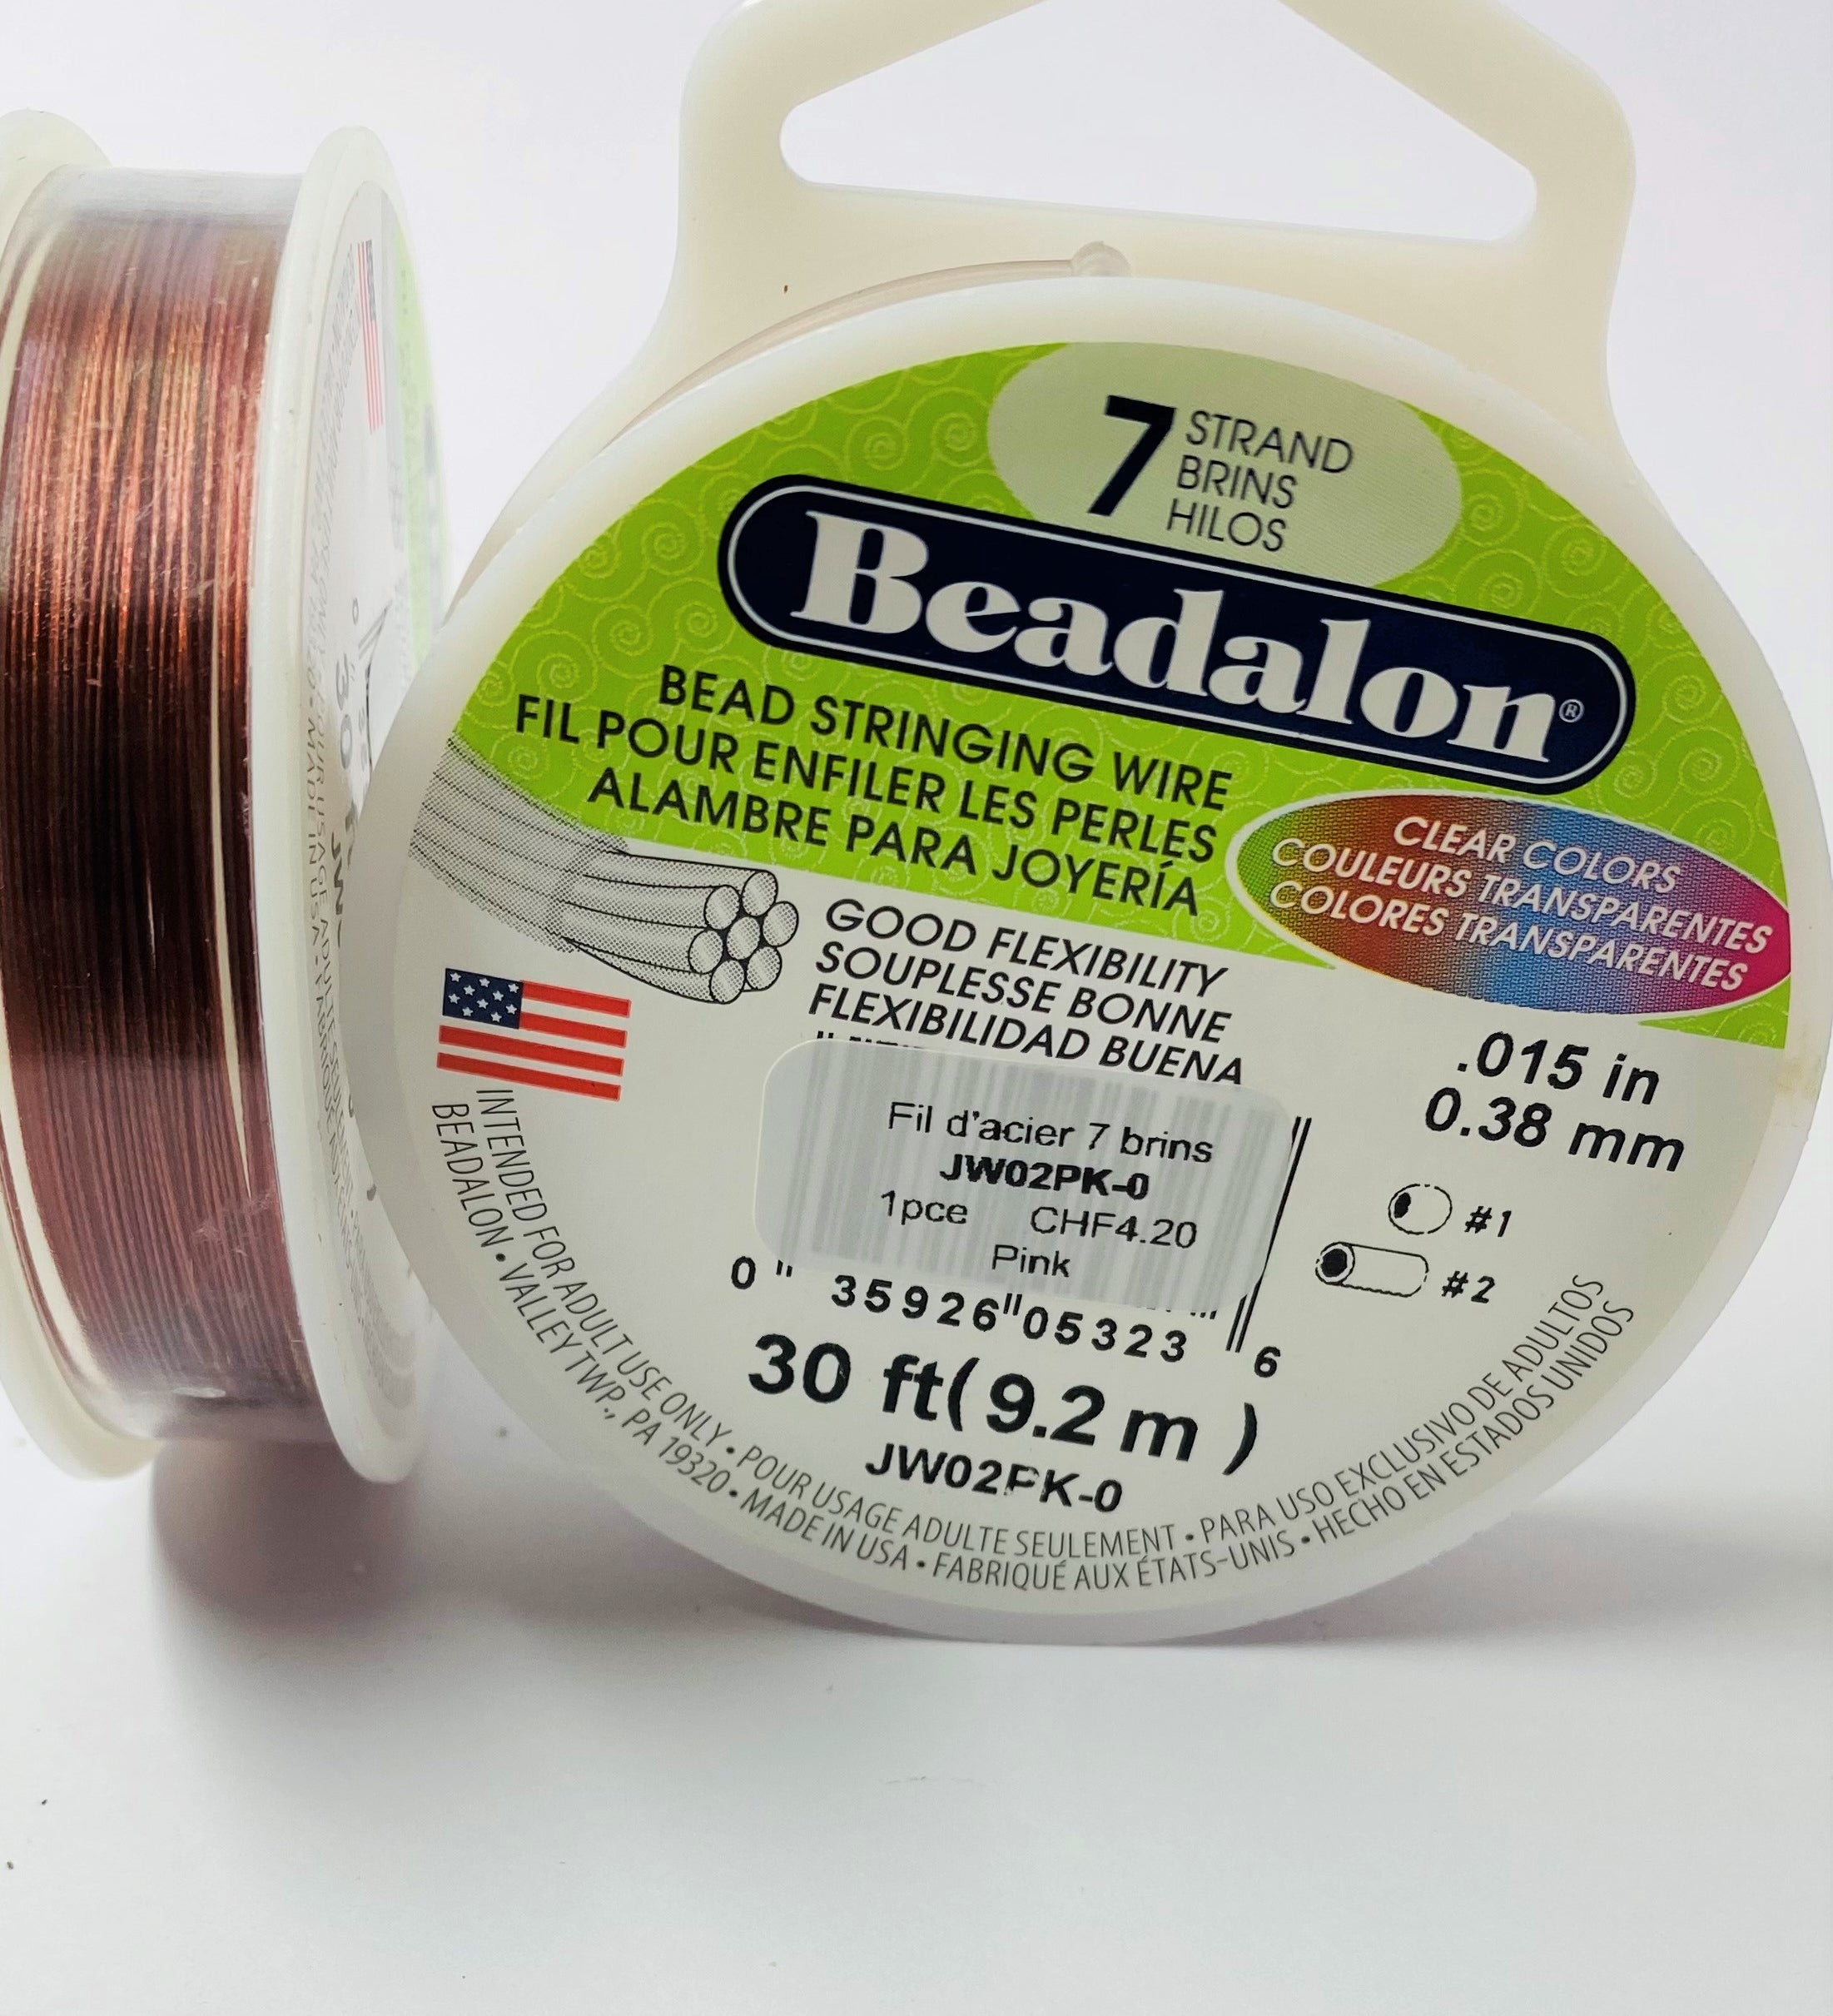 7
STRAND
BRINS
HILOS
Beadalon®
BEAD STRINGING WIRE
FIL POUR ENFILER LES PERLES
ALAMBRE PARA JOYERÍA
CLEAR COLORS
COULEURS TRANSPARENTES
COLORES TRANSPARENTES
GOOD FLEXIBILITY
SOUPLESSE BONNE
FLEXIBILIDAD BUENA
.015 in
0.38 mm
#1
#2
Fil d'acier 7 brins
JW02PK-0
1pce CHF4.20
Pink
0 35926 05323 6
30 ft(9.2 m )
JW02PK-0
INTENDED FOR ADULT USE ONLY • POUR USAGE ADULTE SEULEMENT • PARA USO EXCLUSIVO DE ADULTOS
BEADALON • VALLEY TWP., PA 19320 • MADE IN USA • FABRIQUÉ AUX ÉTATS-UNIS • HECHO EN ESTADOS UNIDOS